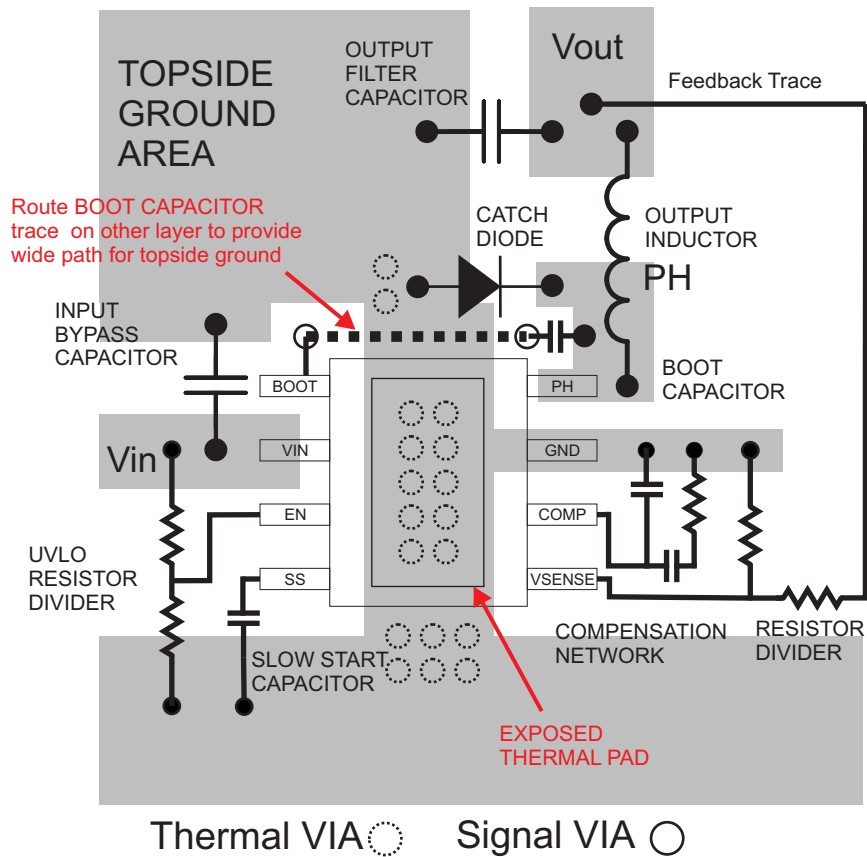 TOPSIDE
GROUND
AREA
OUTPUT
FILTER
CAPACITOR
Vout
Feedback Trace
Route BOOT CAPACITOR
trace on other layer to provide
wide path for topside ground
CATCH
DIODE
OUTPUT
INDUCTOR
PH
INPUT
BYPASS
CAPACITOR
BOOT
CAPACITOR
BOOT
PH
Vin
VIN
GND
EN
COMP
UVLO
RESISTOR
DIVIDER
SS
VSENSE
SLOW START
CAPACITOR
COMPENSATION
NETWORK
RESISTOR
DIVIDER
EXPOSED
THERMAL PAD
Thermal VIA
Signal VIA